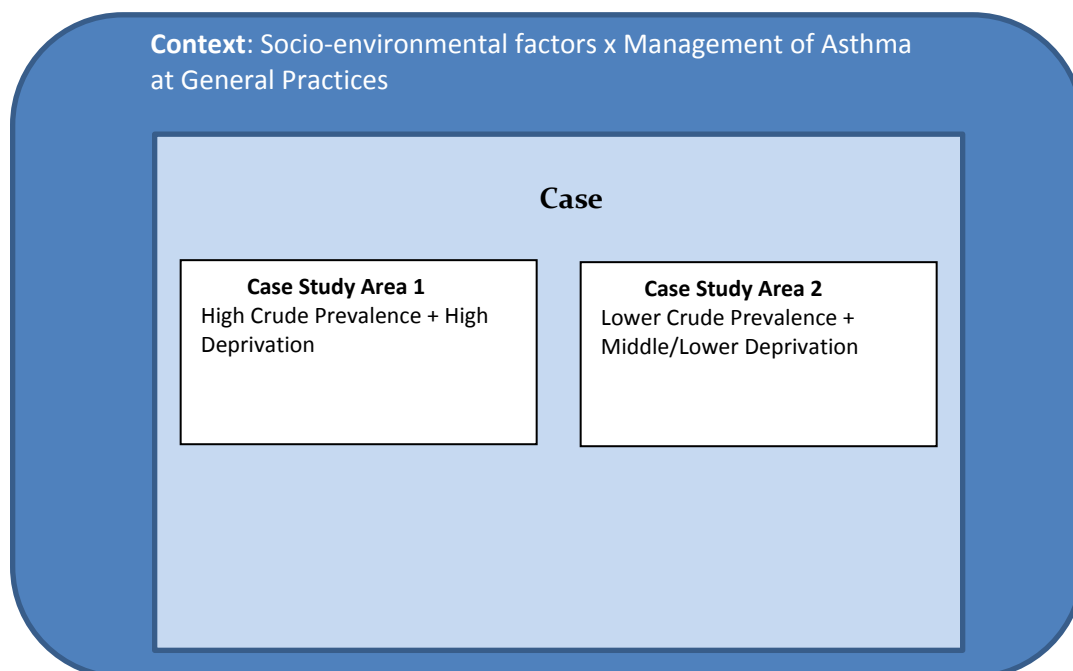 Context: Socio-environmental factors x Management of Asthma
at General Practices
Case
Case Study Area 1
High Crude Prevalence + High
Deprivation
Case Study Area 2
Lower Crude Prevalence +
Middle/Lower Deprivation